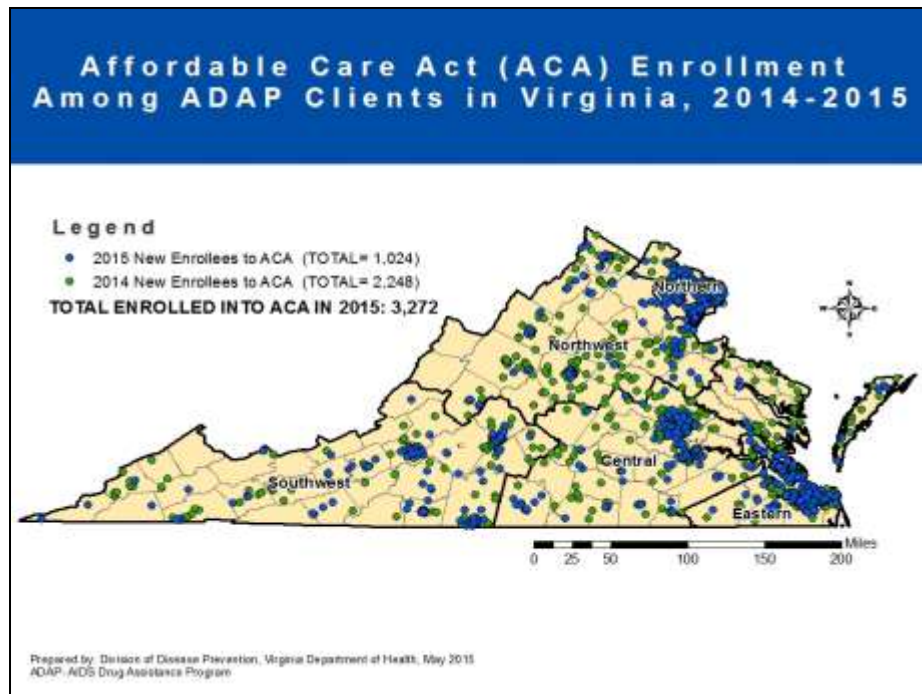 Affordable Care Act (ACA) Enrollment
Among ADAP Clients in Virginia, 2014-2015
Legend
2015 New Enrollees to ACA (TOTAL= 1,024)
2014 New Enrollees to ACA (TOTAL= 2,248)
TOTAL ENROLLED INTO ACA IN 2015: 3,272
Northern
N
W E
S
Northwest
Central
Southwest
Eastern
Miles
0 25 50 100 150 200
Prepared by: Division of Disease Prevention, Virginia Department of Health, May 2015
ADAP- AIDS Drug Assistance Program